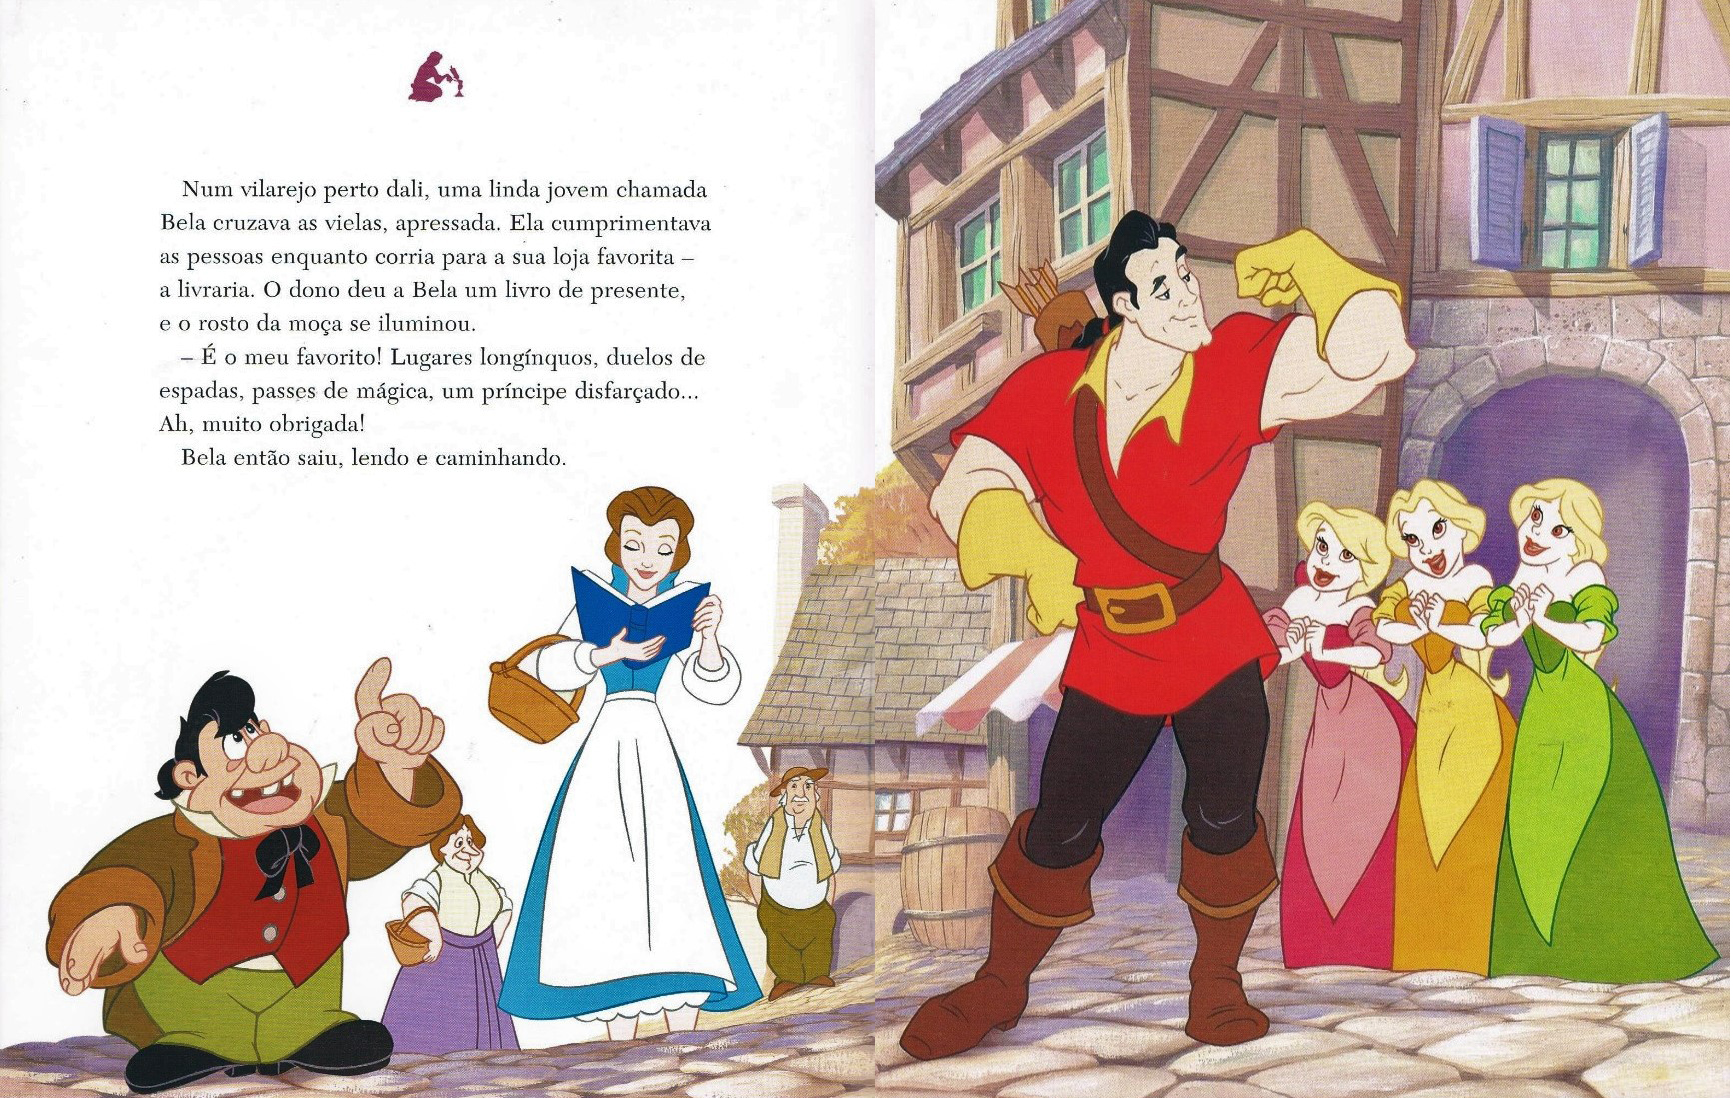 Num vilarejo perto dali, uma linda jovem chamada
Bela cruzava as vielas, apressada. Ela cumprimentava
as pessoas enquanto corria para a sua loja favorita –
a livraria. O dono deu a Bela um livro de presente,
e o rosto da moça se iluminou.
– É o meu favorito! Lugares longínquos, duelos de
espadas, passes de mágica, um príncipe disfarçado...
Ah, muito obrigada!
Bela então saiu, lendo e caminhando.